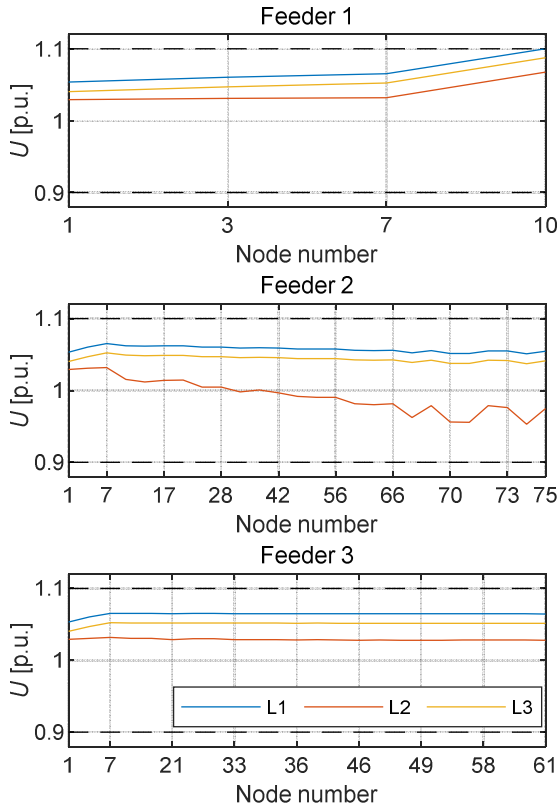 Feeder 1
1.1
1
0.9
U [p.u.]
1 3 7 10
Node number
Feeder 2
1.1
1
0.9
U [p.u.]
1 7 17 28 42 56 66 70 73 75
Node number
Feeder 3
1.1
1
0.9
U [p.u.]
L1 L2 L3
1 7 21 33 36 46 49 58 61
Node number